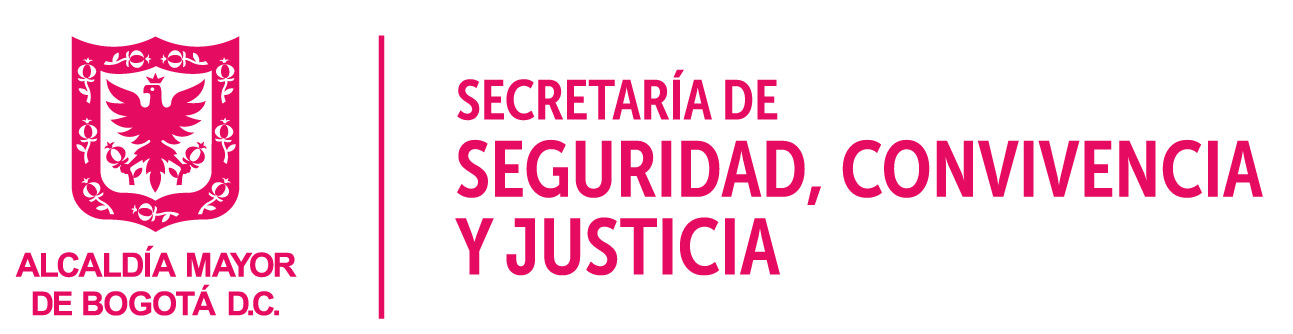 ALCALDÍA MAYOR
DE BOGOTÁ D.C.
SECRETARÍA DE
SEGURIDAD, CONVIVENCIA
Y JUSTICIA